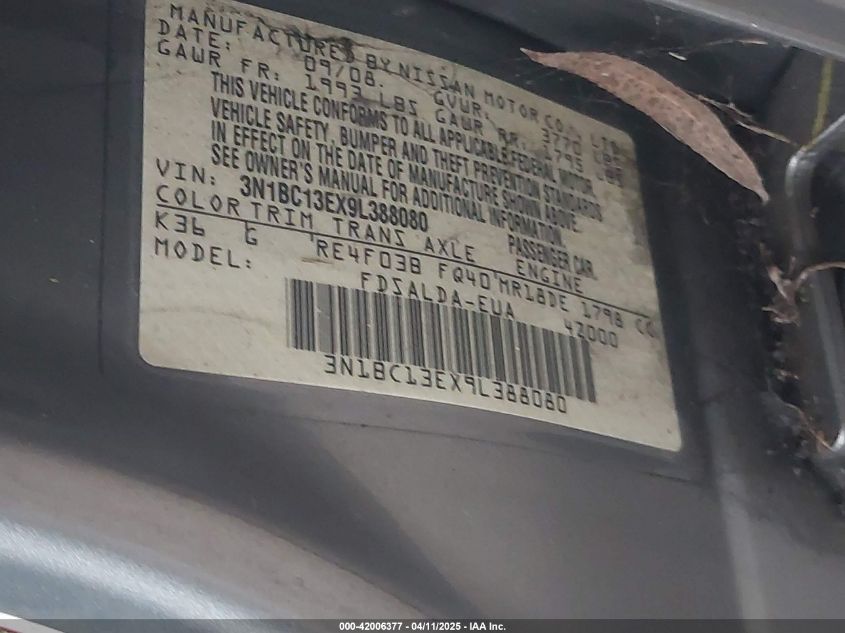 MANUFACTURED BY NISSAN MOTOR CO., LTD.
DATE: 09/08 GVWR: 3770 LBS
GAWR FR: 1993 LBS GAWR RR: 1795 LBS
THIS VEHICLE CONFORMS TO ALL APPLICABLE FEDERAL MOTOR
VEHICLE SAFETY, BUMPER AND THEFT PREVENTION STANDARDS
IN EFFECT ON THE DATE OF MANUFACTURE SHOWN ABOVE.
SEE OWNER'S MANUAL FOR ADDITIONAL INFORMATION.
VIN: 3N1BC13EX9L388080 PASSENGER CAR.
COLOR TRIM TRANS AXLE ENGINE
K36 G RE4F03B FQ40 MR18DE 1798 CC
MODEL: FDSALDA-EUA 42000
3N1BC13EX9L388080
000-42006377 - 04/11/2025 - IAA Inc.